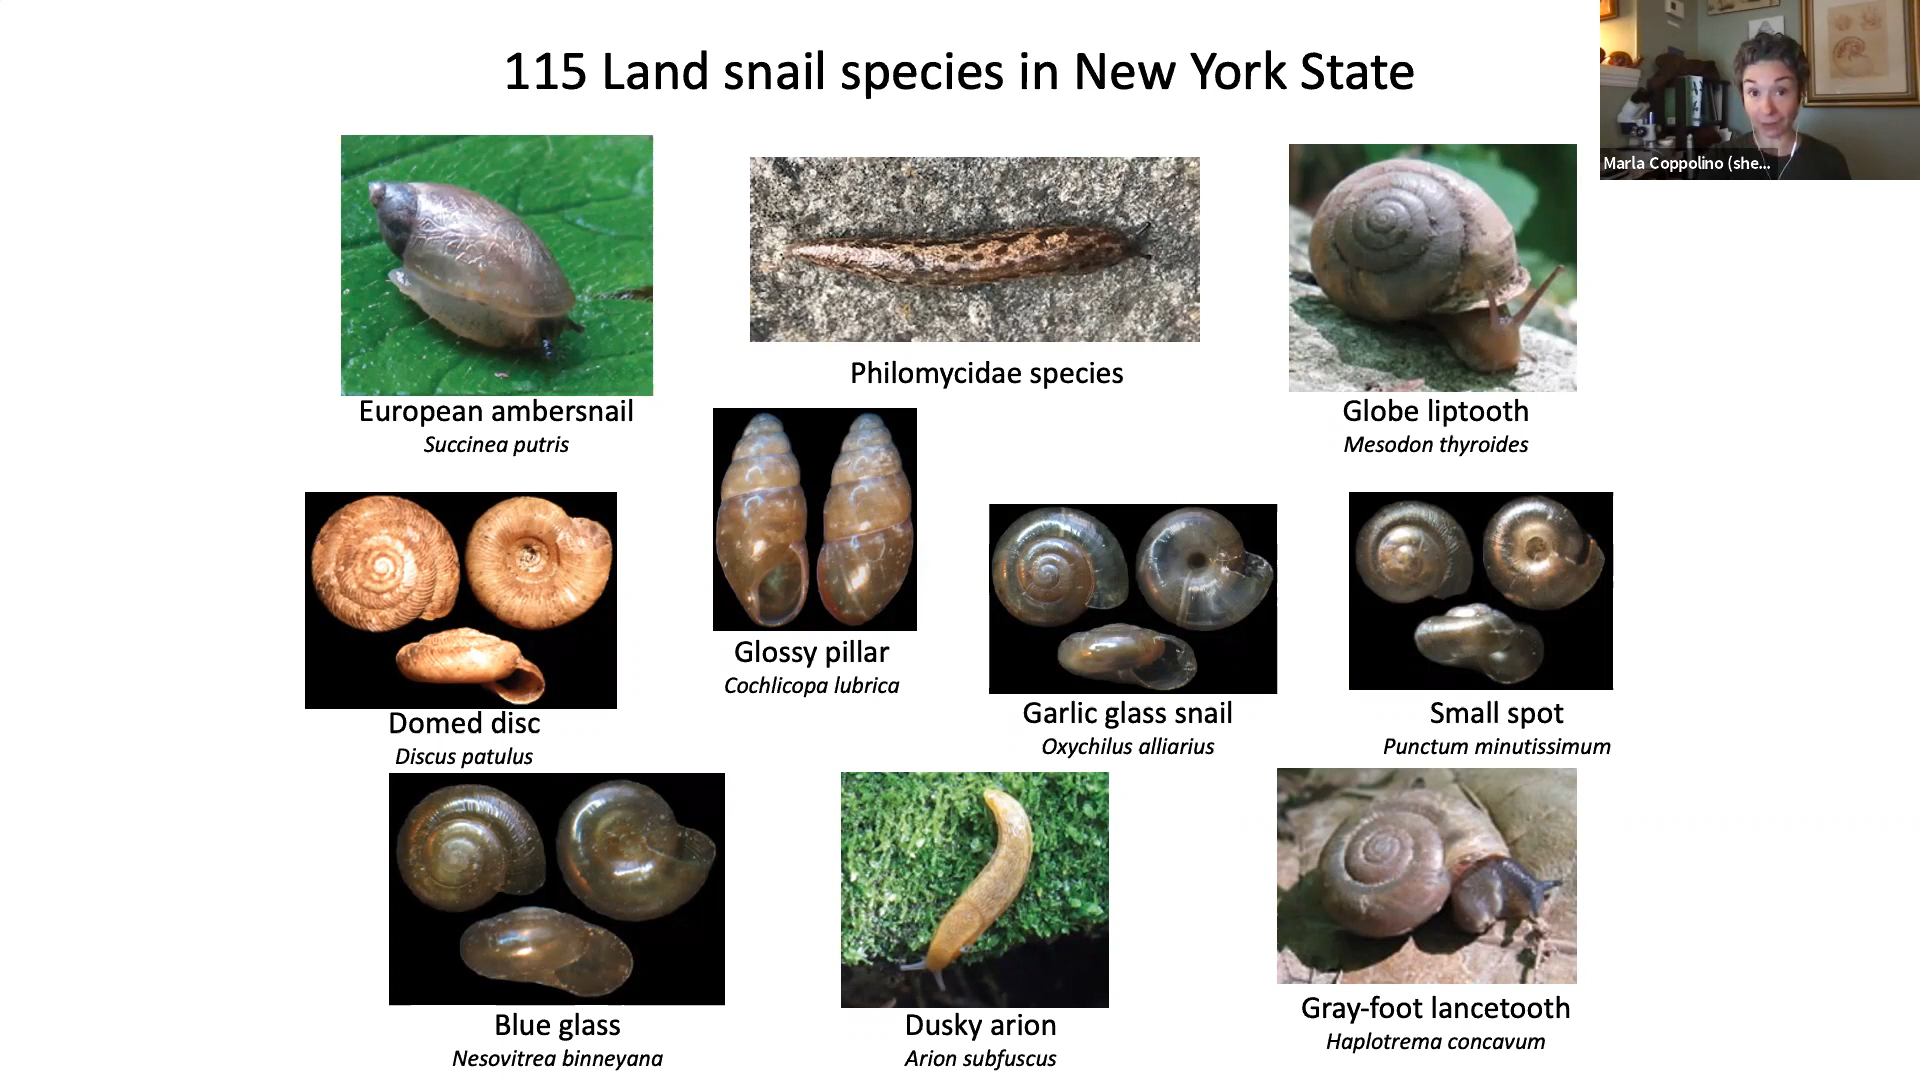 115 Land snail species in New York State
Marla Coppolino (she...
European ambersnail
Succinea putris
Philomycidae species
Globe liptooth
Mesodon thyroides
Domed disc
Discus patulus
Glossy pillar
Cochlicopa lubrica
Garlic glass snail
Oxychilus alliarius
Small spot
Punctum minutissimum
Blue glass
Nesovitrea binneyana
Dusky arion
Arion subfuscus
Gray-foot lancetooth
Haplotrema concavum